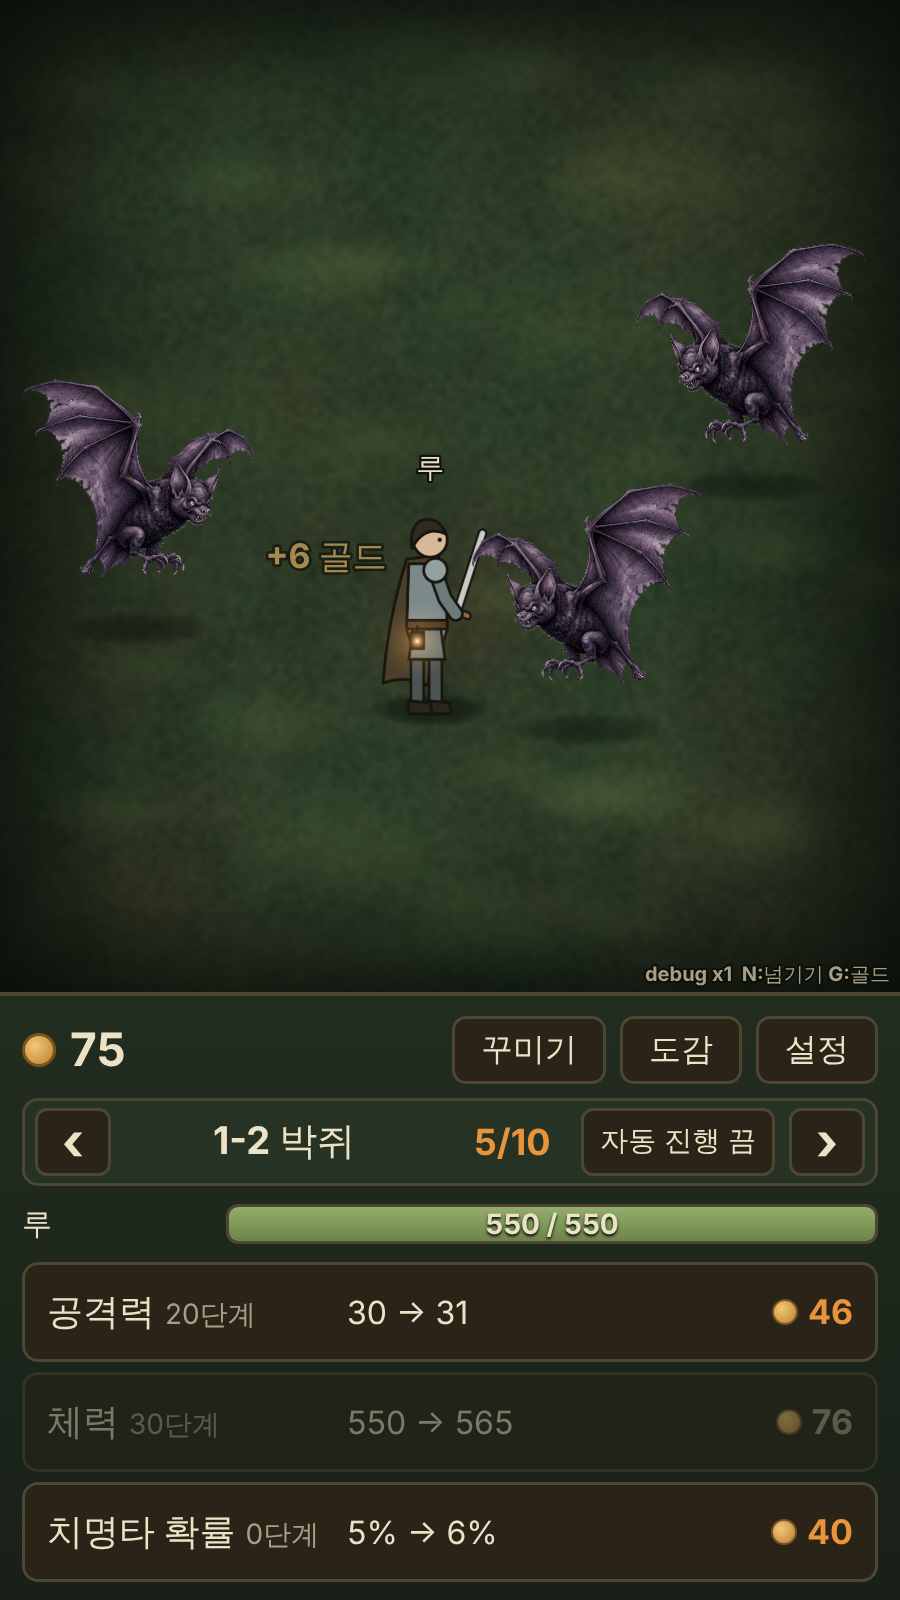 루
+6 골드
debug x1 N:넘기기 G:골드
75 꾸미기 도감 설정
‹ 1-2 박쥐 5/10 자동 진행 끔 ›
루 550 / 550
공격력 20단계 30 → 31 46
체력 30단계 550 → 565 76
치명타 확률 0단계 5% → 6% 40